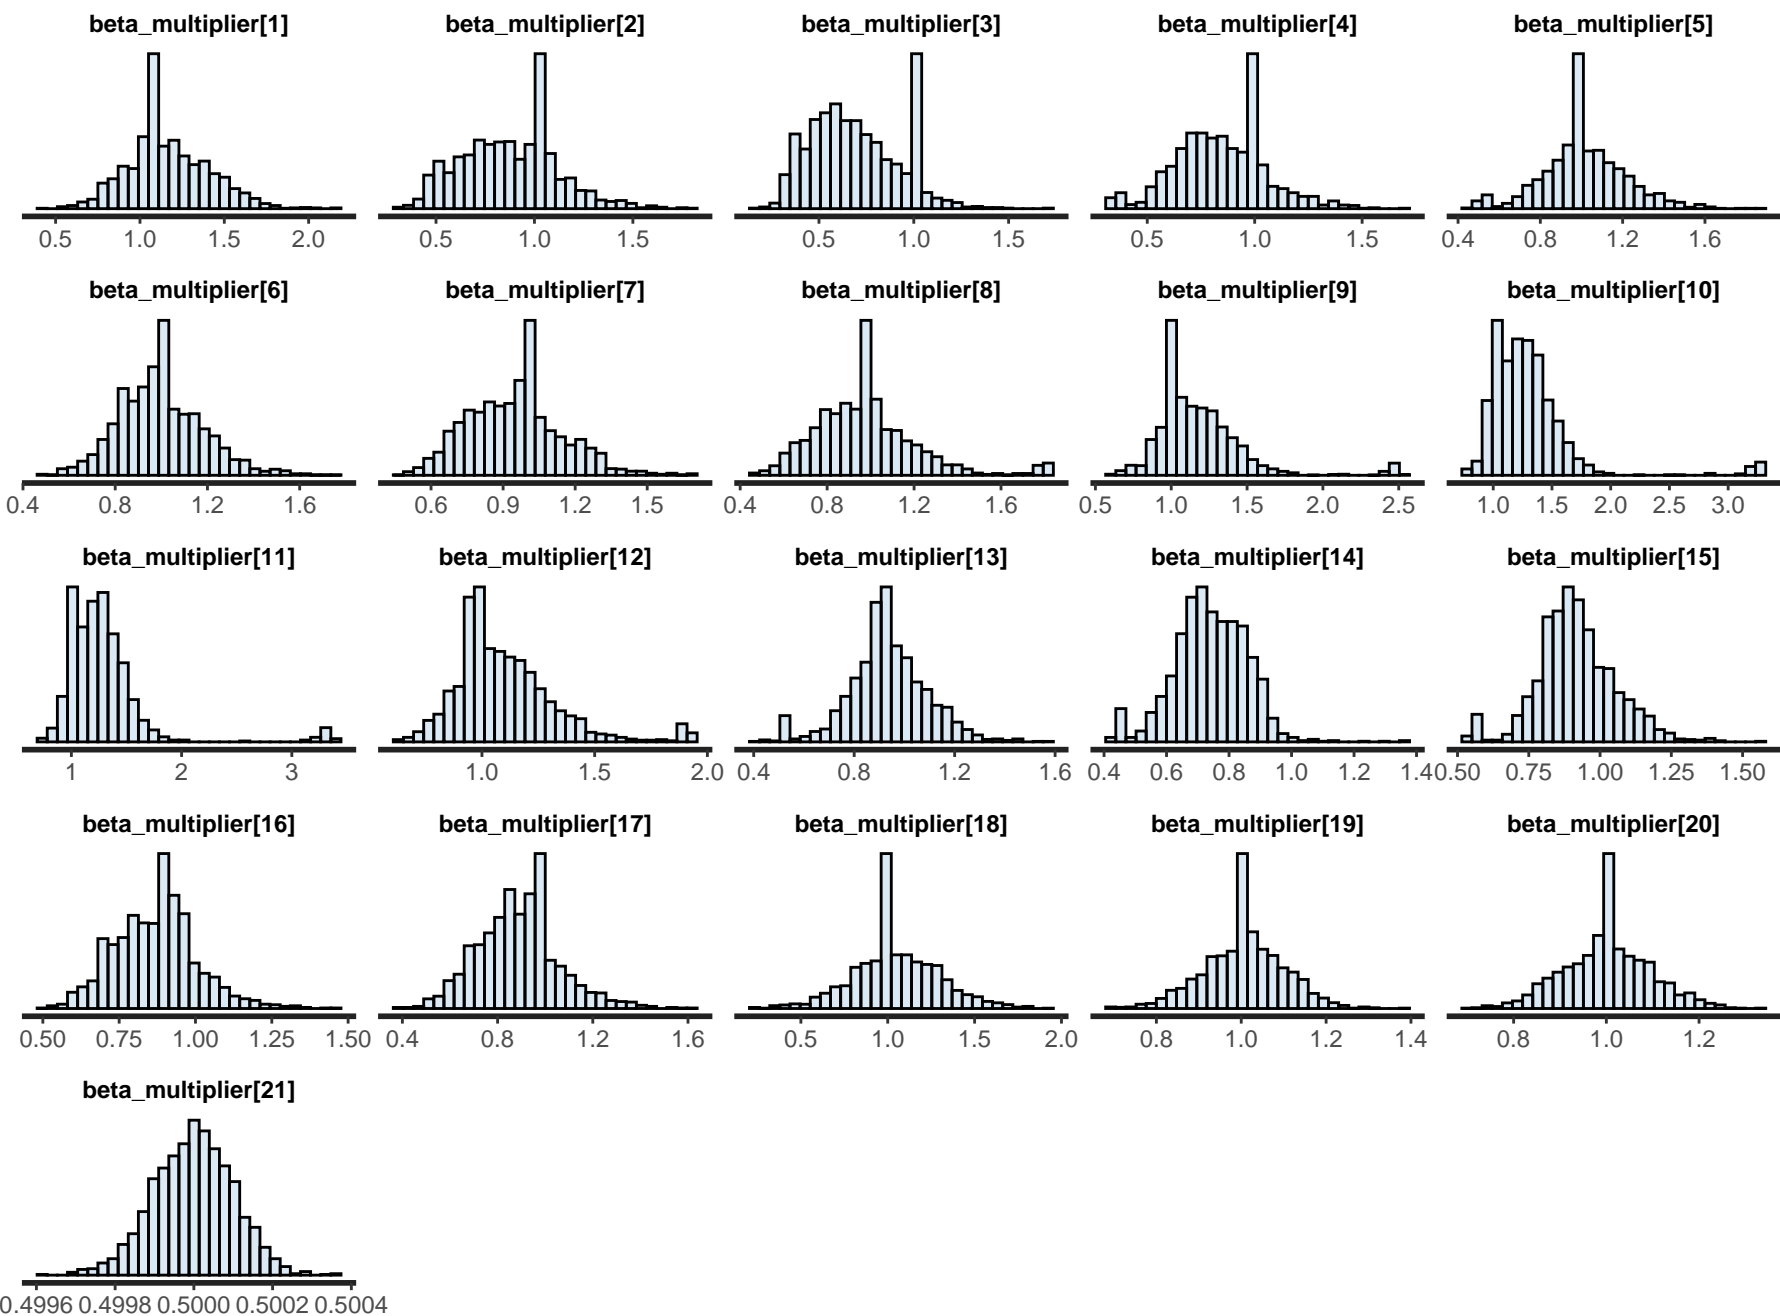 beta_multiplier[1] beta_multiplier[2] beta_multiplier[3] beta_multiplier[4] beta_multiplier[5]
0.5 1.0 1.5 2.0 0.5 1.0 1.5 0.5 1.0 1.5 0.5 1.0 1.5 0.4 0.8 1.2 1.6
beta_multiplier[6] beta_multiplier[7] beta_multiplier[8] beta_multiplier[9] beta_multiplier[10]
0.4 0.8 1.2 1.6 0.6 0.9 1.2 1.5 0.4 0.8 1.2 1.6 0.5 1.0 1.5 2.0 2.5 1.0 1.5 2.0 2.5 3.0
beta_multiplier[11] beta_multiplier[12] beta_multiplier[13] beta_multiplier[14] beta_multiplier[15]
1 2 3 1.0 1.5 2.0 0.4 0.8 1.2 1.6 0.4 0.6 0.8 1.0 1.2 1.4 0.50 0.75 1.00 1.25 1.50
beta_multiplier[16] beta_multiplier[17] beta_multiplier[18] beta_multiplier[19] beta_multiplier[20]
0.50 0.75 1.00 1.25 1.50 0.4 0.8 1.2 1.6 0.5 1.0 1.5 2.0 0.8 1.0 1.2 1.4 0.8 1.0 1.2
beta_multiplier[21]
0.4996 0.4998 0.5000 0.5002 0.5004